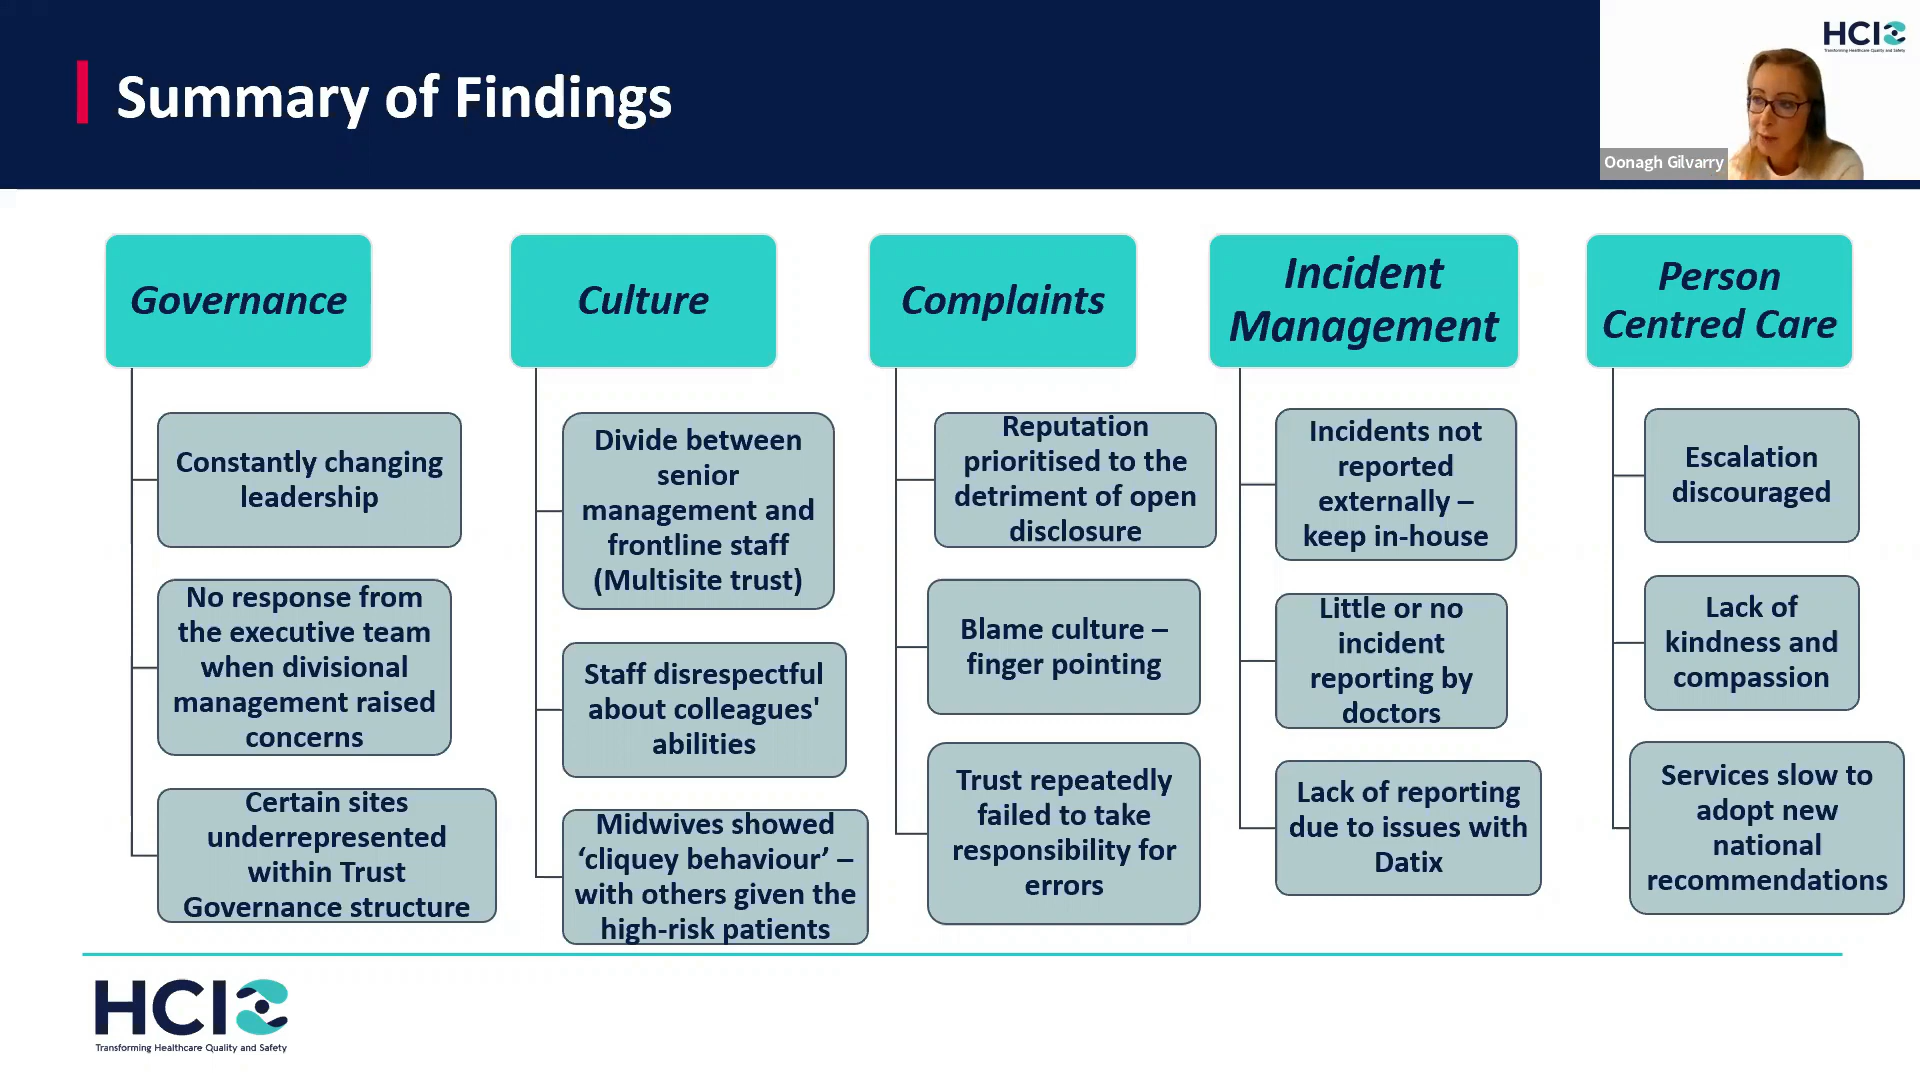 Summary of Findings
HCI
Transforming Healthcare Quality and Safety
Oonagh Gilvarry
Governance
Constantly changing
leadership
No response from
the executive team
when divisional
management raised
concerns
Certain sites
underrepresented
within Trust
Governance structure
Culture
Divide between
senior
management and
frontline staff
(Multisite trust)
Staff disrespectful
about colleagues'
abilities
Midwives showed
‘cliquey behaviour’ –
with others given the
high-risk patients
Complaints
Reputation
prioritised to the
detriment of open
disclosure
Blame culture –
finger pointing
Trust repeatedly
failed to take
responsibility for
errors
Incident
Management
Incidents not
reported
externally –
keep in-house
Little or no
incident
reporting by
doctors
Lack of reporting
due to issues with
Datix
Person
Centred Care
Escalation
discouraged
Lack of
kindness and
compassion
Services slow to
adopt new
national
recommendations
HCI
Transforming Healthcare Quality and Safety